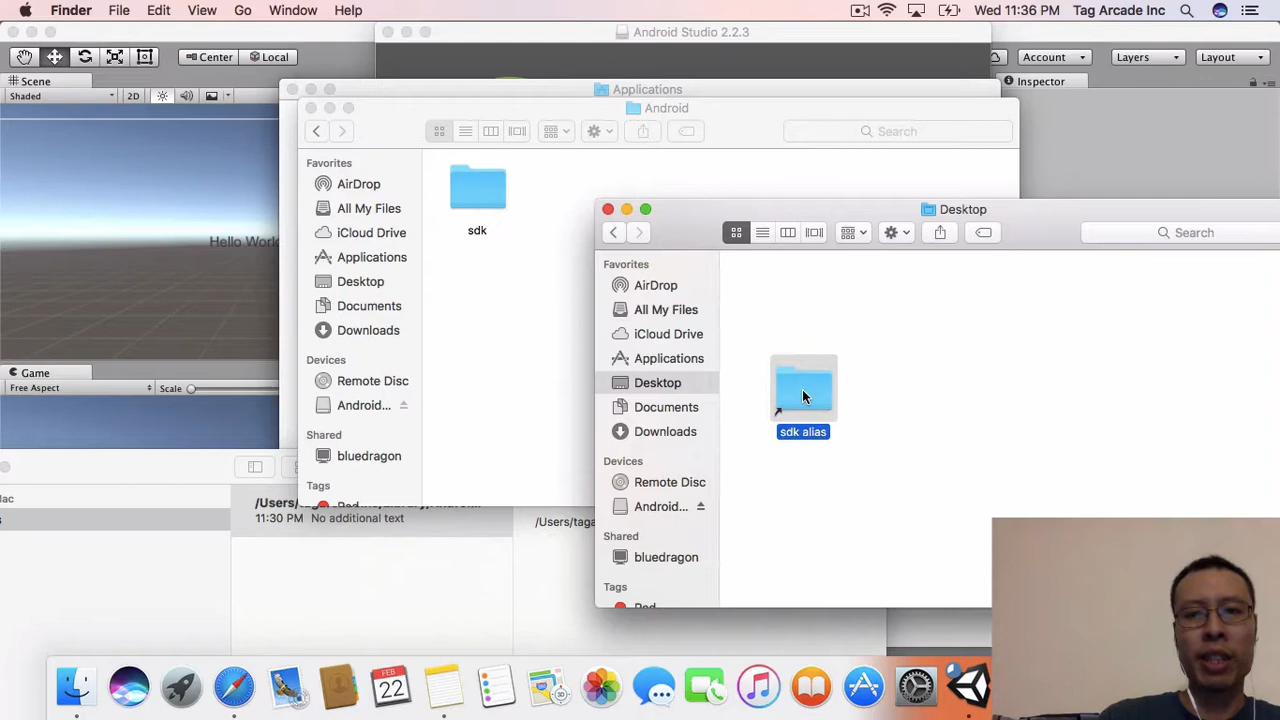 Finder File Edit View Go Window Help
Wed 11:36 PM Tag Arcade Inc
Android Studio 2.2.3
Center Local
Account Layers Layout
Scene
Inspector
Shaded 2D
Hello World
Game
Free Aspect Scale
Applications
Android
Search
Favorites
AirDrop
All My Files
iCloud Drive
Applications
Desktop
Documents
Downloads
Devices
Remote Disc
Android...
Shared
bluedragon
Tags
Red
sdk
Desktop
Search
Favorites
AirDrop
All My Files
iCloud Drive
Applications
Desktop
Documents
Downloads
Devices
Remote Disc
Android...
Shared
bluedragon
Tags
Red
sdk alias
11:30 PM No additional text
/Users/taga
FEB
22